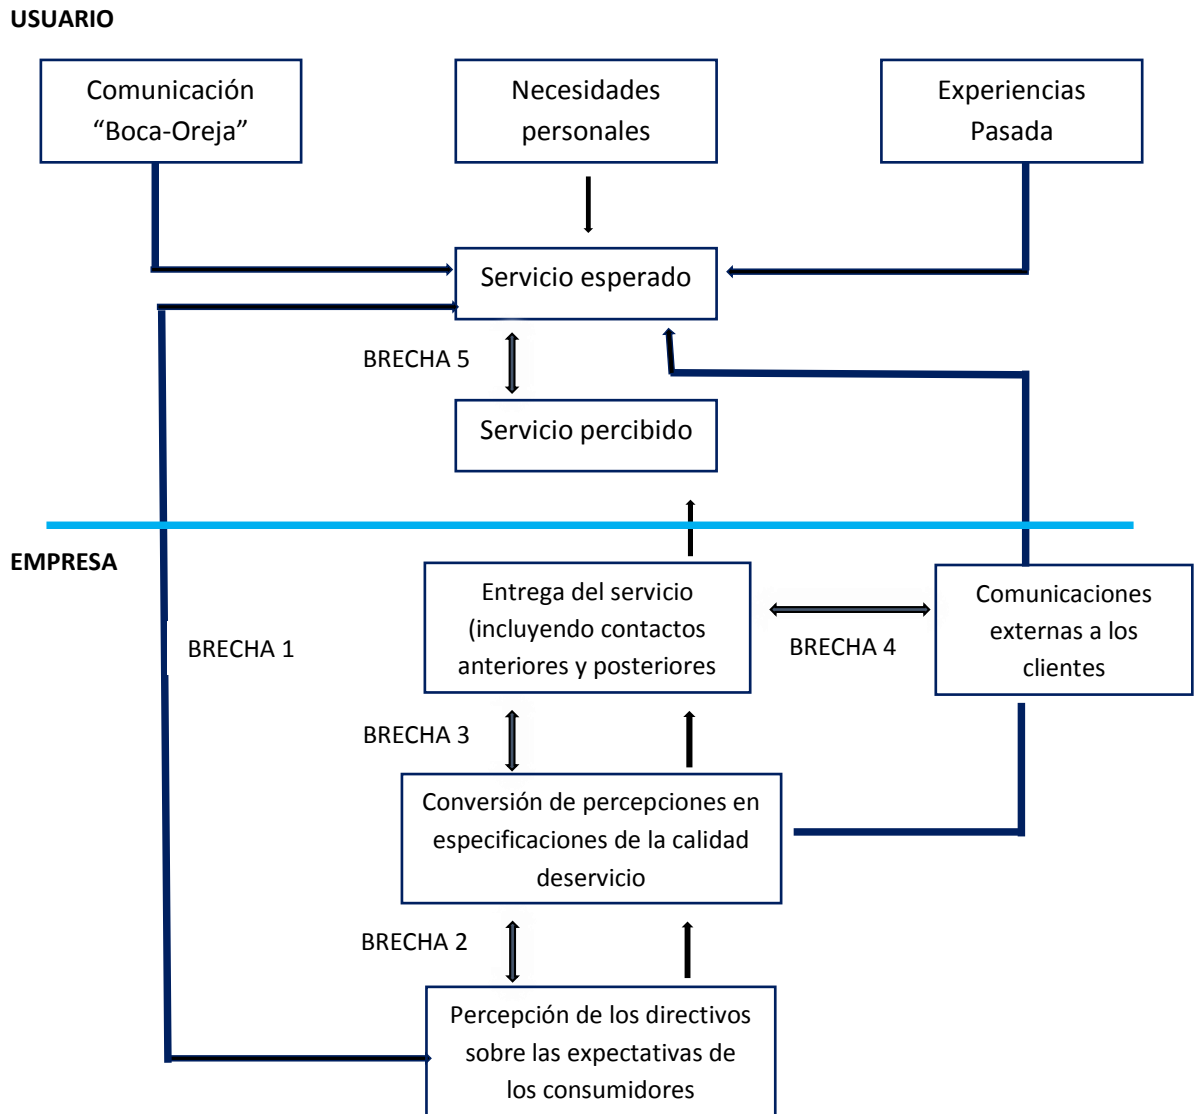 USUARIO
Comunicación
“Boca-Oreja”
Necesidades
personales
Experiencias
Pasada
Servicio esperado
BRECHA 5
Servicio percibido
EMPRESA
Entrega del servicio
(incluyendo contactos
anteriores y posteriores
BRECHA 4
Comunicaciones
externas a los
clientes
BRECHA 1
BRECHA 3
Conversión de percepciones en
especificaciones de la calidad
deservicio
BRECHA 2
Percepción de los directivos
sobre las expectativas de
los consumidores